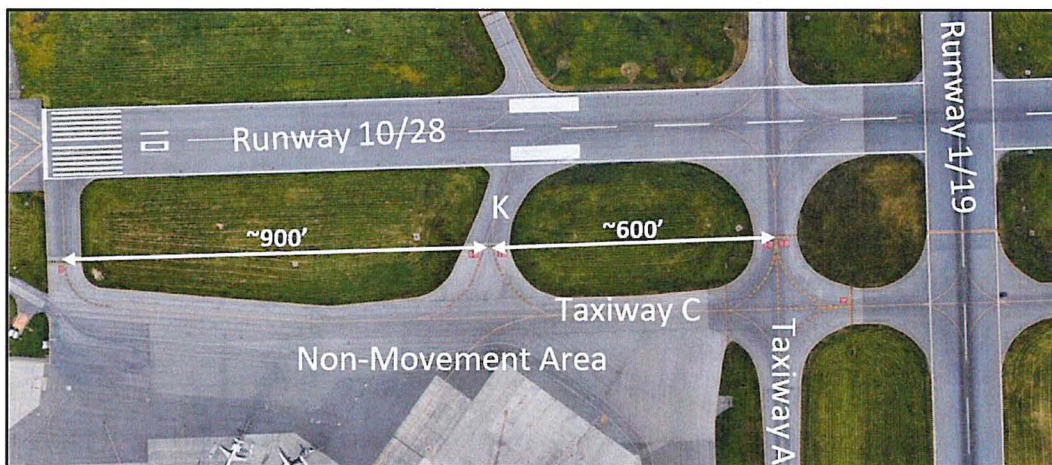 Runway 10/28
Runway 1/19
K
~900'
~600'
Taxiway C
Non-Movement Area
Taxiway A